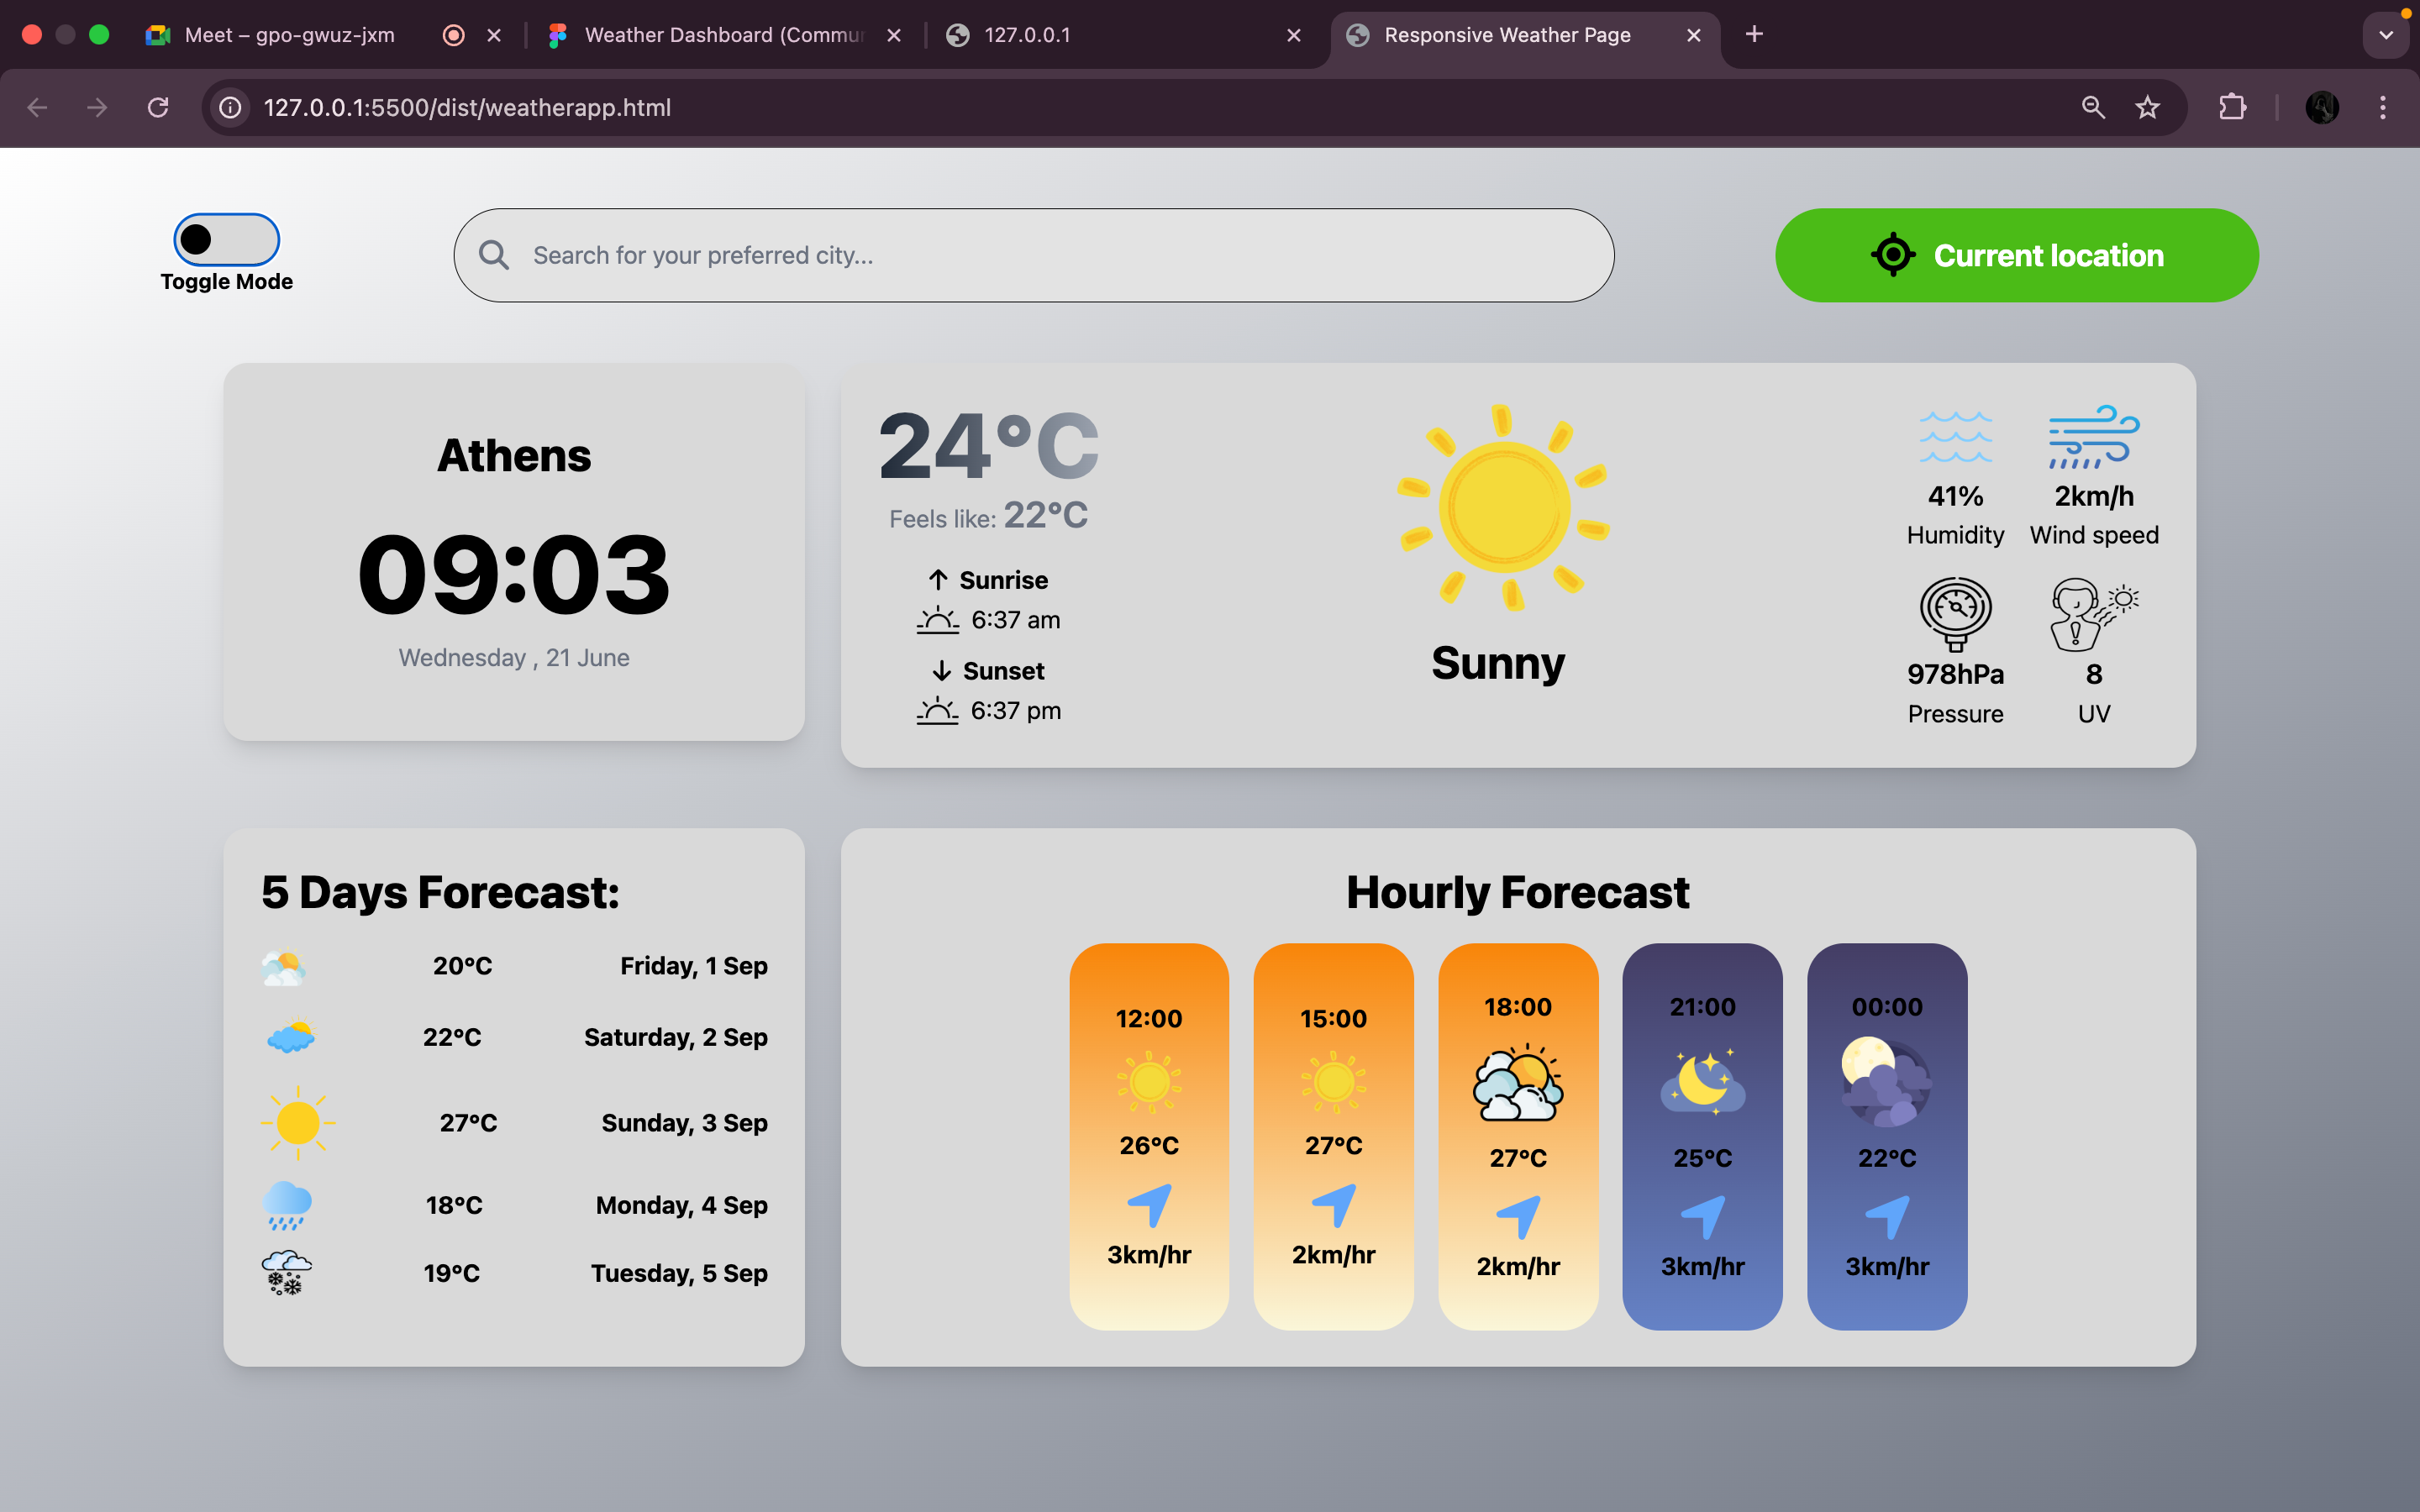 Meet – gpo-gwuz-jxm
Weather Dashboard (Commu
127.0.0.1
Responsive Weather Page
127.0.0.1:5500/dist/weatherapp.html
Toggle Mode
Search for your preferred city...
Current location
Athens
09:03
Wednesday , 21 June
24°C
Feels like: 22°C
Sunrise
6:37 am
Sunset
6:37 pm
Sunny
41%
Humidity
2km/h
Wind speed
978hPa
Pressure
8
UV
5 Days Forecast:
20°C Friday, 1 Sep
22°C Saturday, 2 Sep
27°C Sunday, 3 Sep
18°C Monday, 4 Sep
19°C Tuesday, 5 Sep
Hourly Forecast
12:00
26°C
3km/hr
15:00
27°C
2km/hr
18:00
27°C
2km/hr
21:00
25°C
3km/hr
00:00
22°C
3km/hr